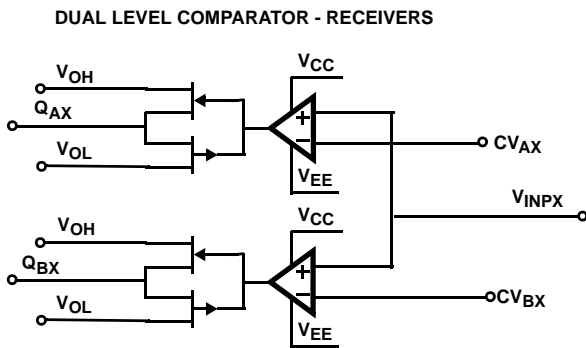 DUAL LEVEL COMPARATOR - RECEIVERS
VOH
VCC
QAX
+
−
CVAX
VOL
VEE
VINPX
VOH
VCC
QBX
+
−
CVBX
VOL
VEE